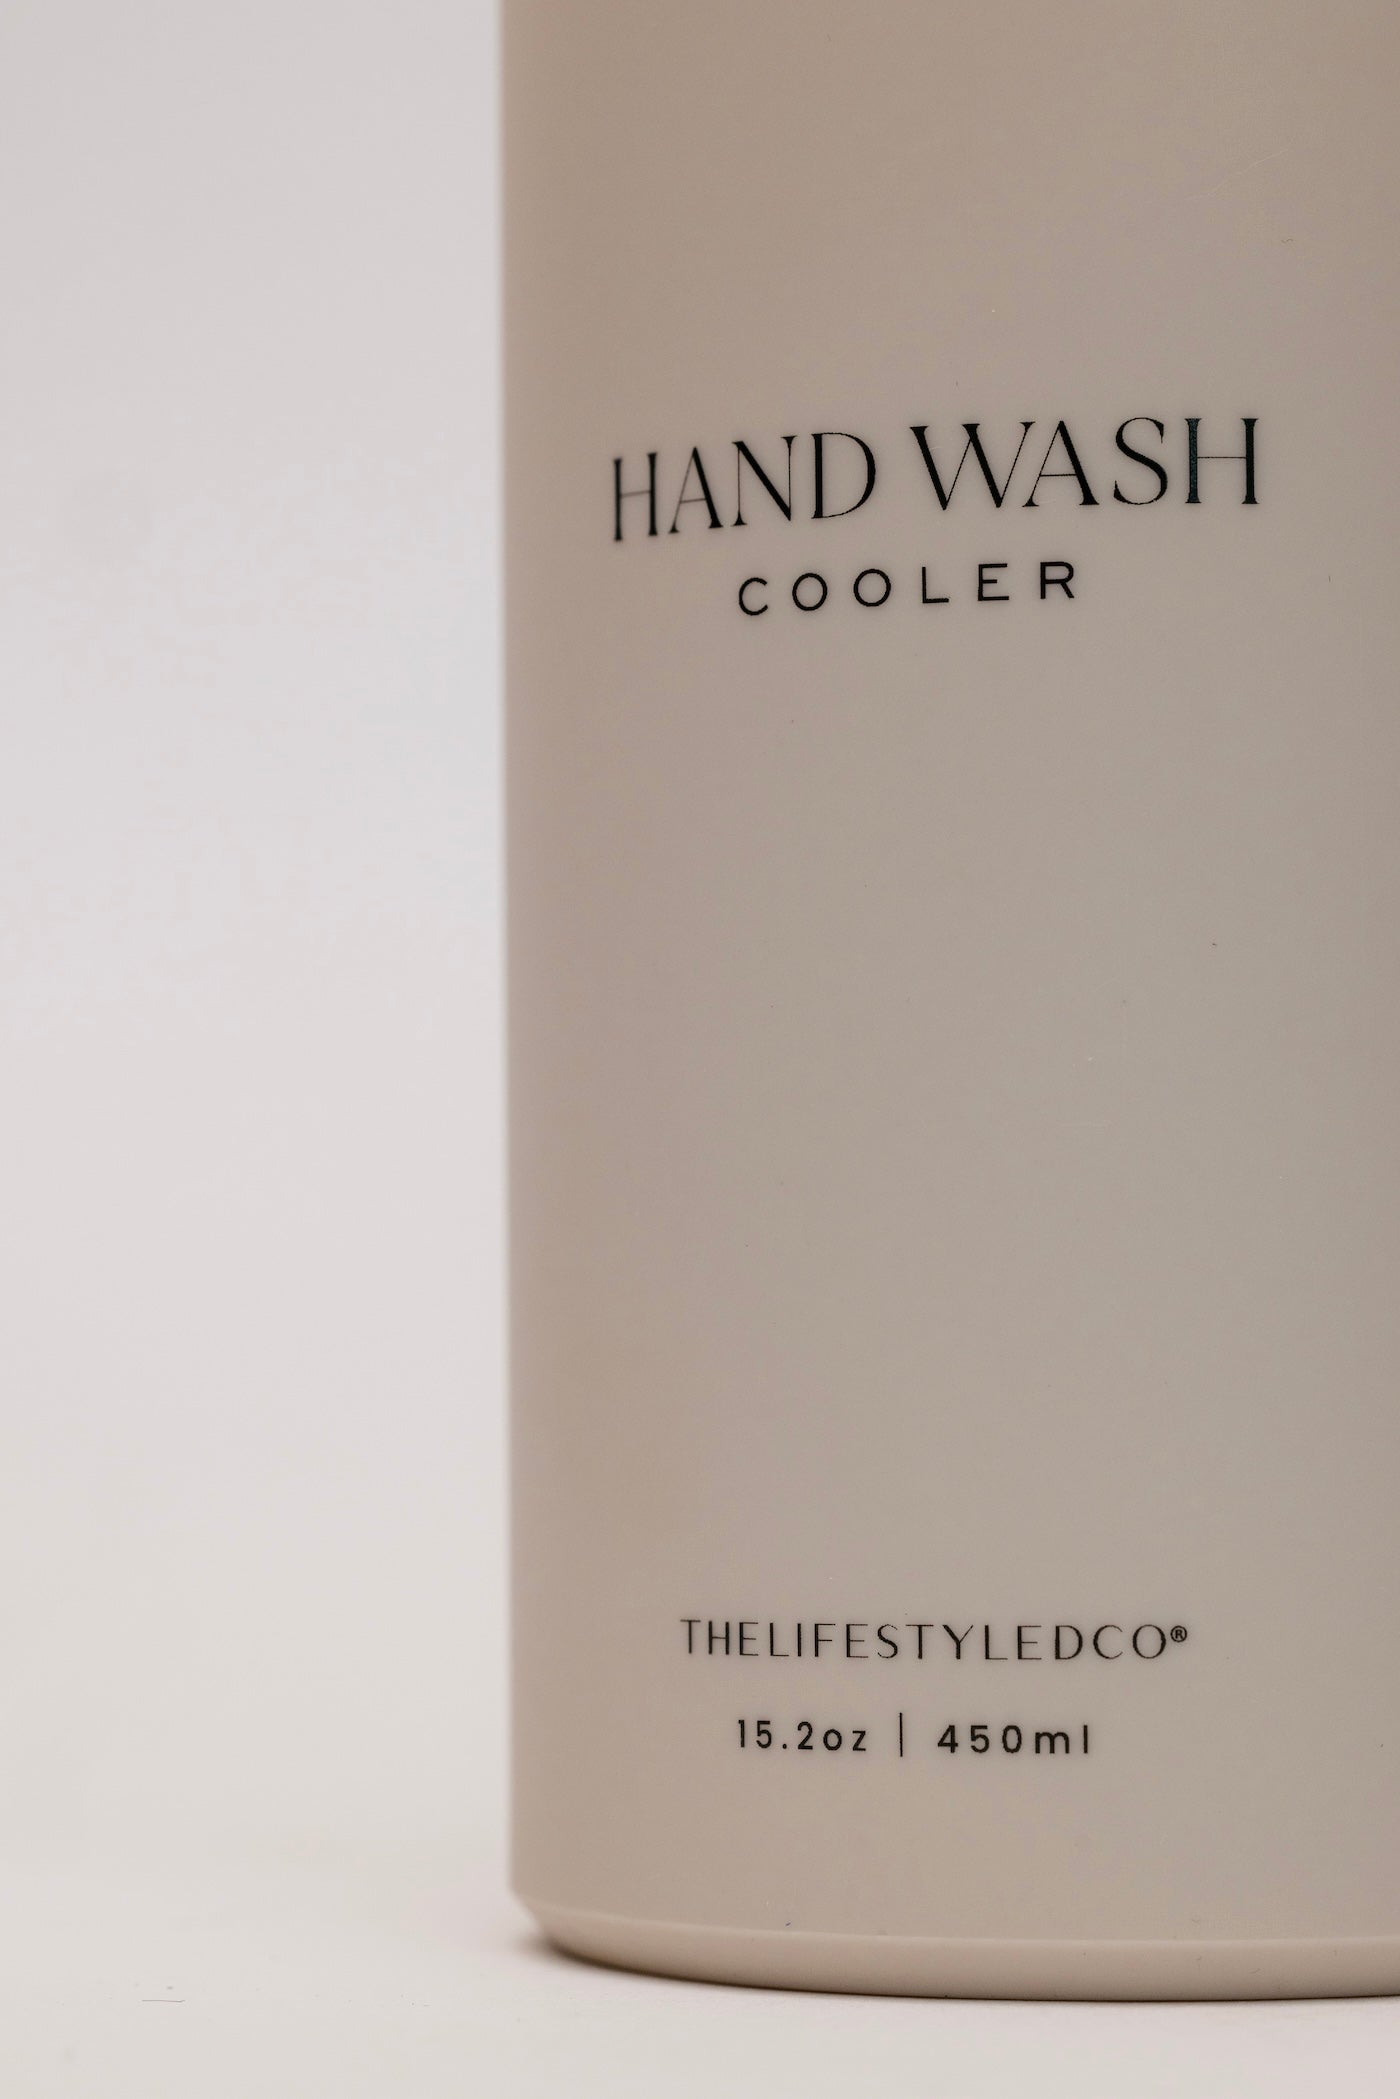 HAND WASH
COOLER
THELIFESTYLEDCO®
15.2oz | 450ml